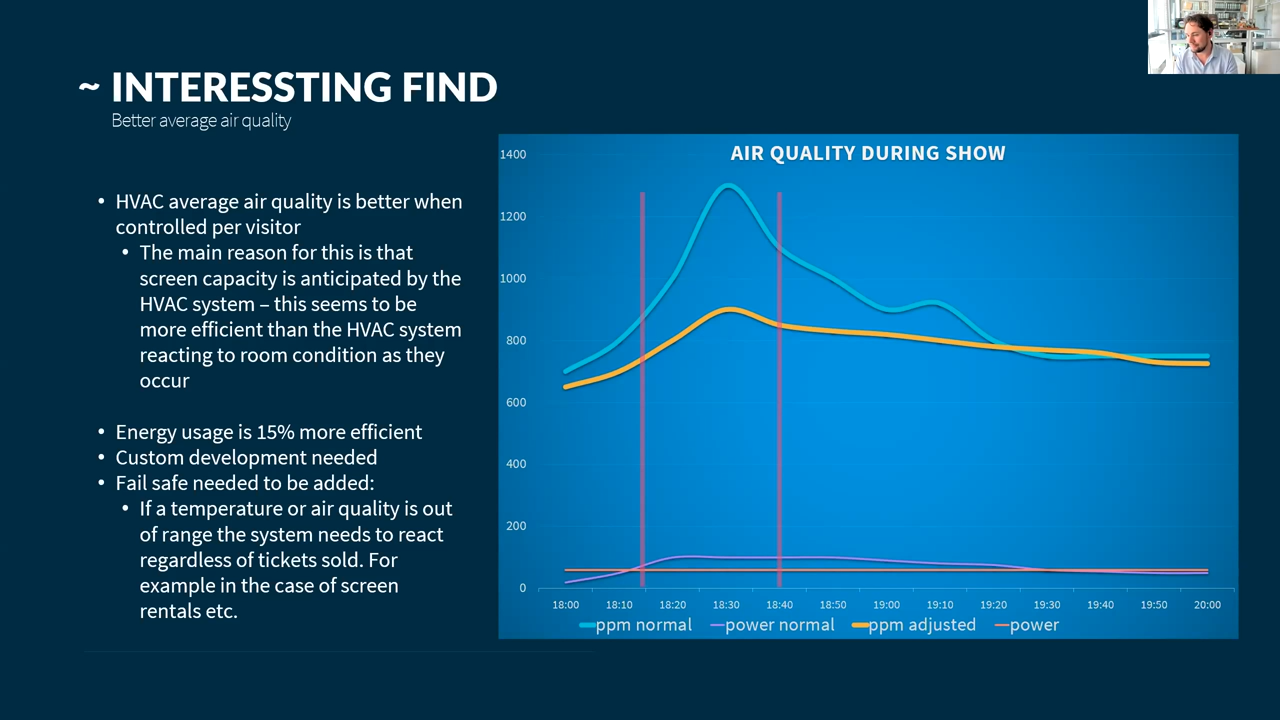 ~ INTERESSTING FIND
Better average air quality
• HVAC average air quality is better when
controlled per visitor
• The main reason for this is that
screen capacity is anticipated by the
HVAC system – this seems to be
more efficient than the HVAC system
reacting to room condition as they
occur
• Energy usage is 15% more efficient
• Custom development needed
• Fail safe needed to be added:
• If a temperature or air quality is out
of range the system needs to react
regardless of tickets sold. For
example in the case of screen
rentals etc.
AIR QUALITY DURING SHOW
1400
1200
1000
800
600
400
200
0
18:00 18:10 18:20 18:30 18:40 18:50 19:00 19:10 19:20 19:30 19:40 19:50 20:00
ppm normal power normal ppm adjusted power